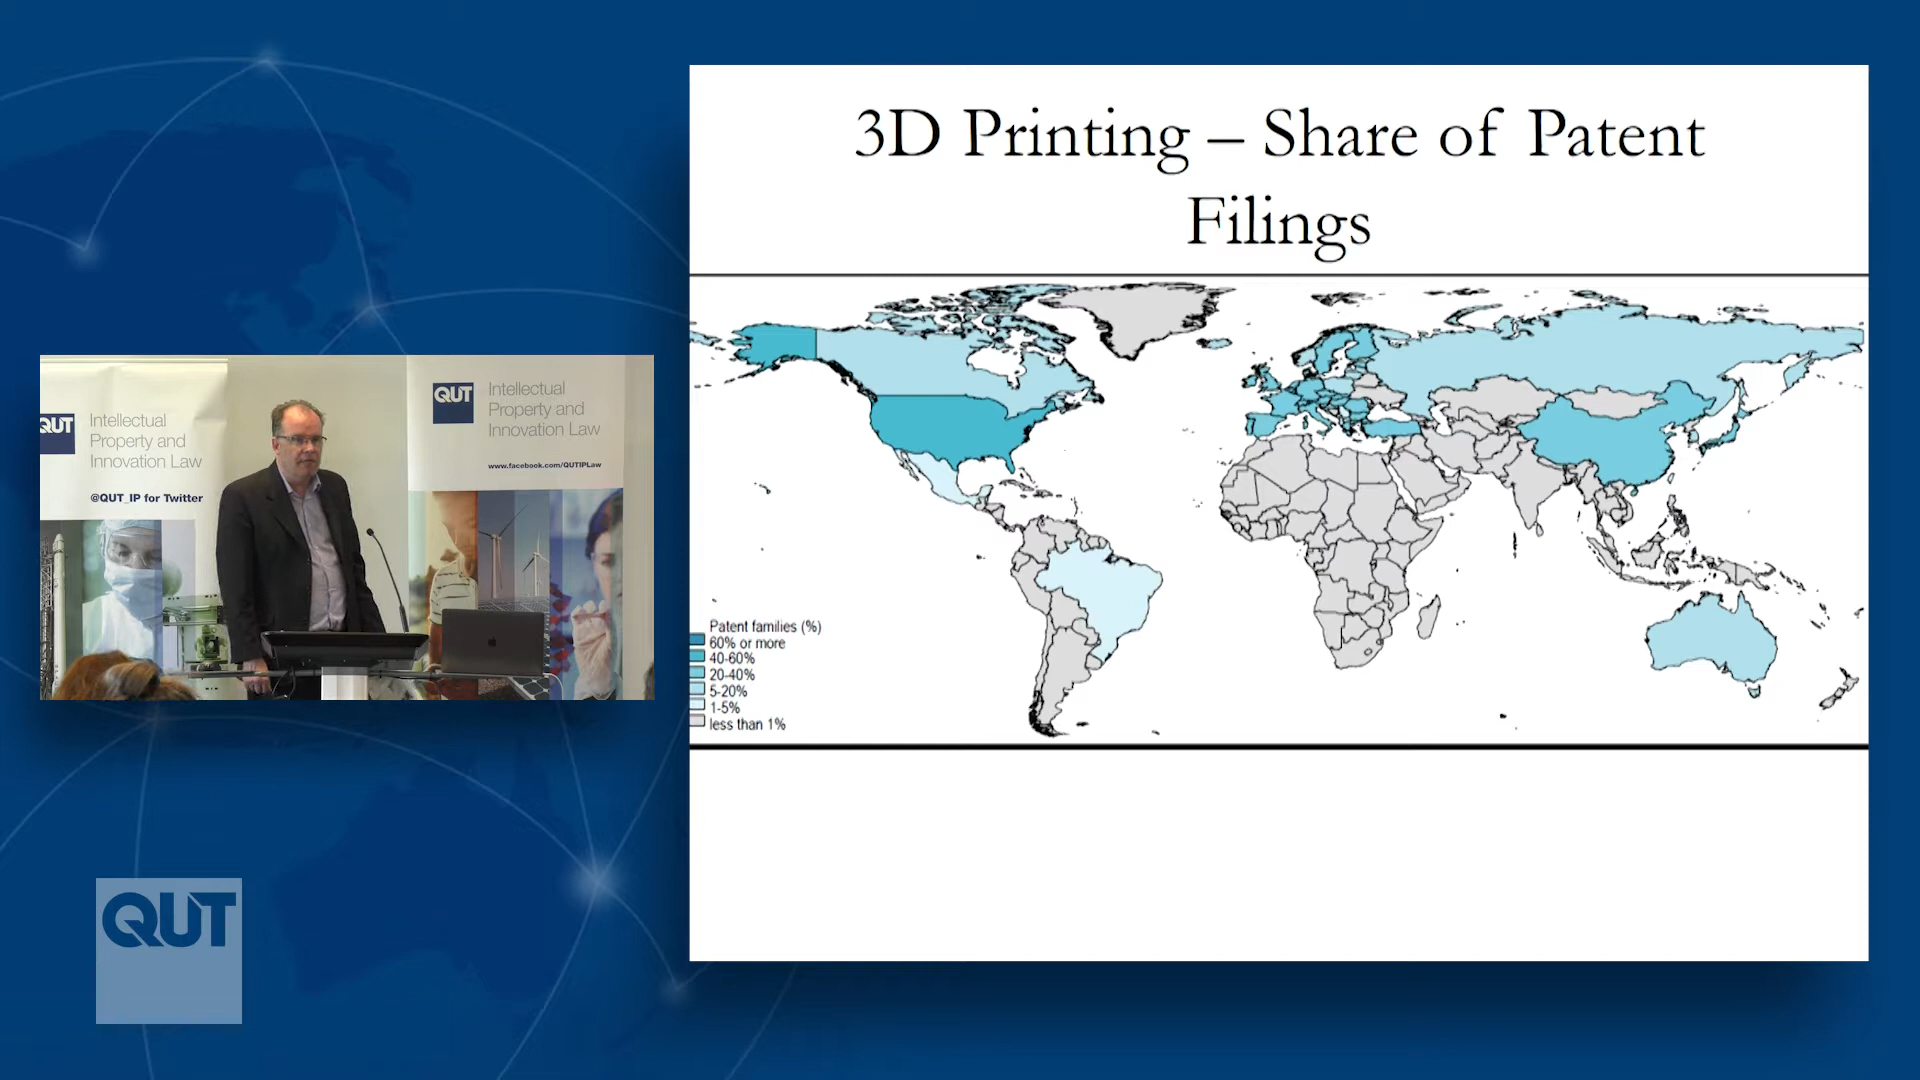 3D Printing – Share of Patent
Filings
Patent families (%)
60% or more
40-60%
20-40%
5-20%
1-5%
less than 1%
QUT
Intellectual
Property and
Innovation Law
@QUT_IP for Twitter
QUT
Intellectual
Property and
Innovation Law
www.facebook.com/QUTIPLaw
QUT